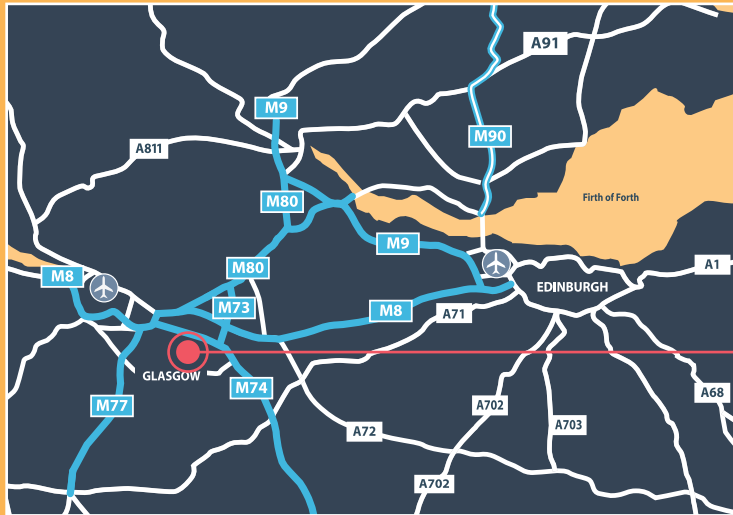 A91
M9
M90
A811
M80
Firth of Forth
M9
A1
M80
M8
EDINBURGH
M73
M8
A71
GLASGOW
M74
A68
M77
A702
A703
A72
A702